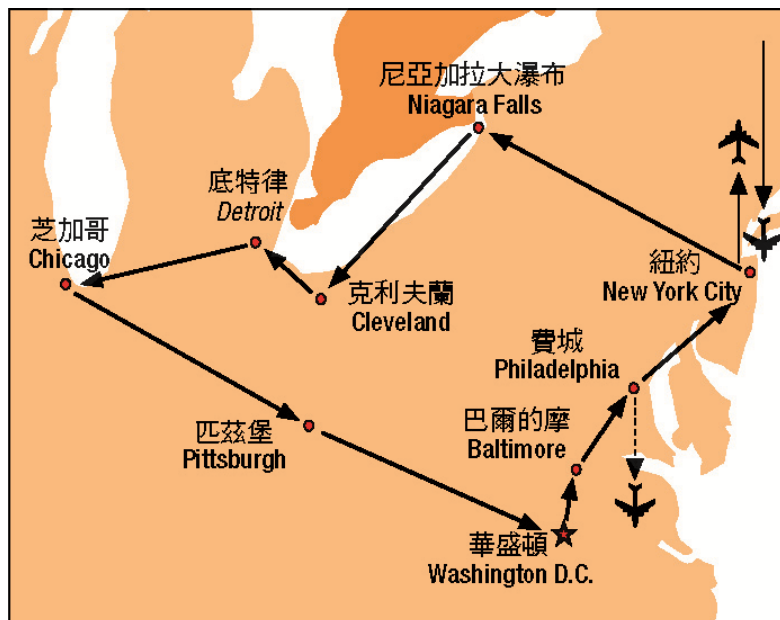 尼亞加拉大瀑布
Niagara Falls
底特律
Detroit
芝加哥
Chicago
克利夫蘭
Cleveland
紐約
New York City
費城
Philadelphia
巴爾的摩
Baltimore
匹茲堡
Pittsburgh
華盛頓
Washington D.C.